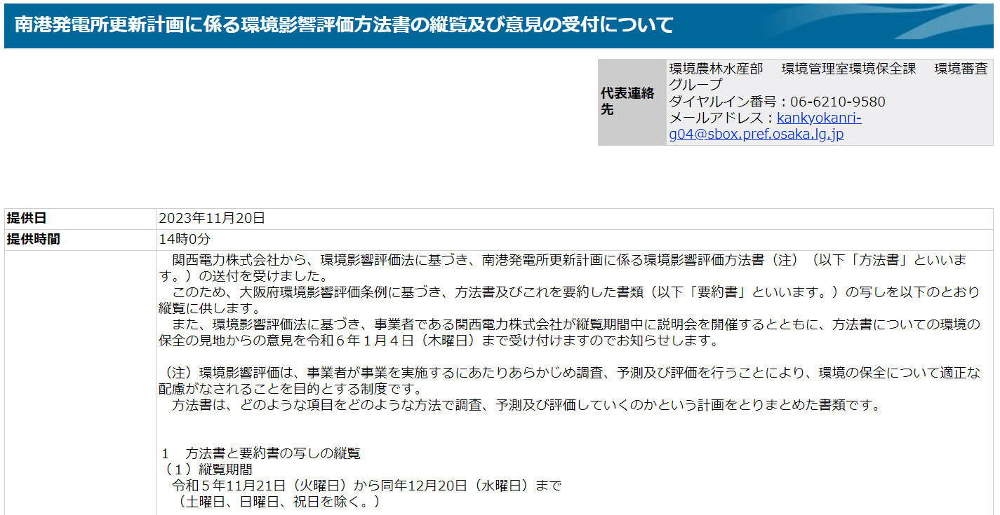 南港発電所更新計画に係る環境影響評価方法書の縦覧及び意見の受付について
代表連絡
先
環境農林水産部　環境管理室環境保全課　環境審査
グループ
ダイヤルイン番号：06-6210-9580
メールアドレス：kankyokanri-
g04@sbox.pref.osaka.lg.jp
提供日
2023年11月20日
提供時間
14時0分
　関西電力株式会社から、環境影響評価法に基づき、南港発電所更新計画に係る環境影響評価方法書（注）（以下「方法書」といいま
す。）の送付を受けました。
　このため、大阪府環境影響評価条例に基づき、方法書及びこれを要約した書類（以下「要約書」といいます。）の写しを以下のとおり
縦覧に供します。
　また、環境影響評価法に基づき、事業者である関西電力株式会社が縦覧期間中に説明会を開催するとともに、方法書についての環境の
保全の見地からの意見を令和６年１月４日（木曜日）まで受け付けますのでお知らせします。
（注）環境影響評価は、事業者が事業を実施するにあたりあらかじめ調査、予測及び評価を行うことにより、環境の保全について適正な
配慮がなされることを目的とする制度です。
　方法書は、どのような項目をどのような方法で調査、予測及び評価していくのかという計画をとりまとめた書類です。
１　方法書と要約書の写しの縦覧
（１）縦覧期間
　令和５年11月21日（火曜日）から同年12月20日（水曜日）まで
　（土曜日、日曜日、祝日を除く。）